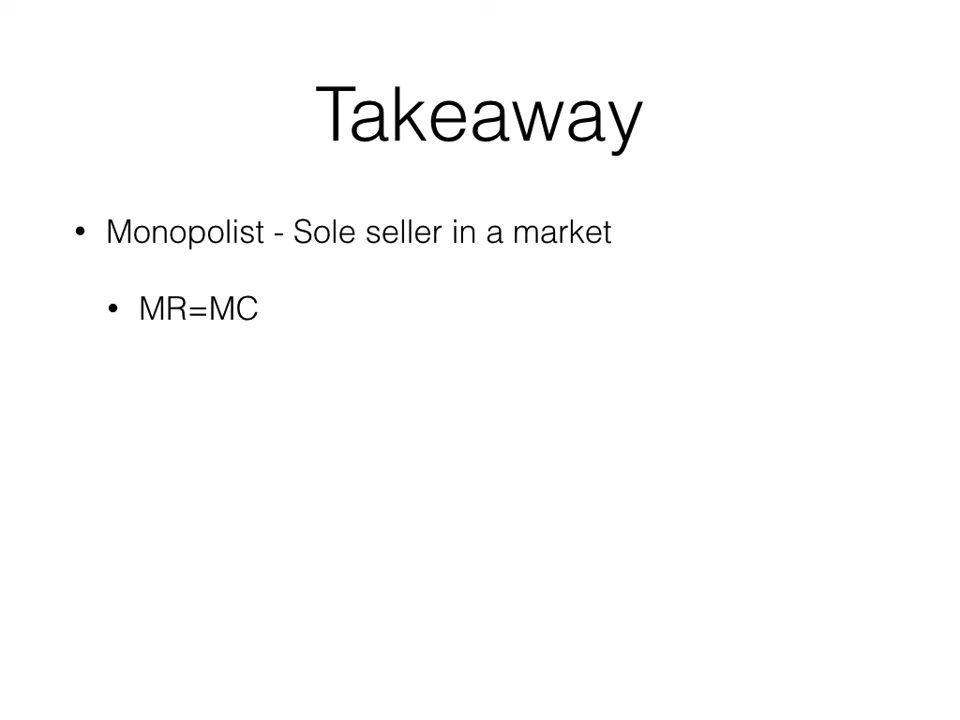 Takeaway
• Monopolist - Sole seller in a market
• MR=MC